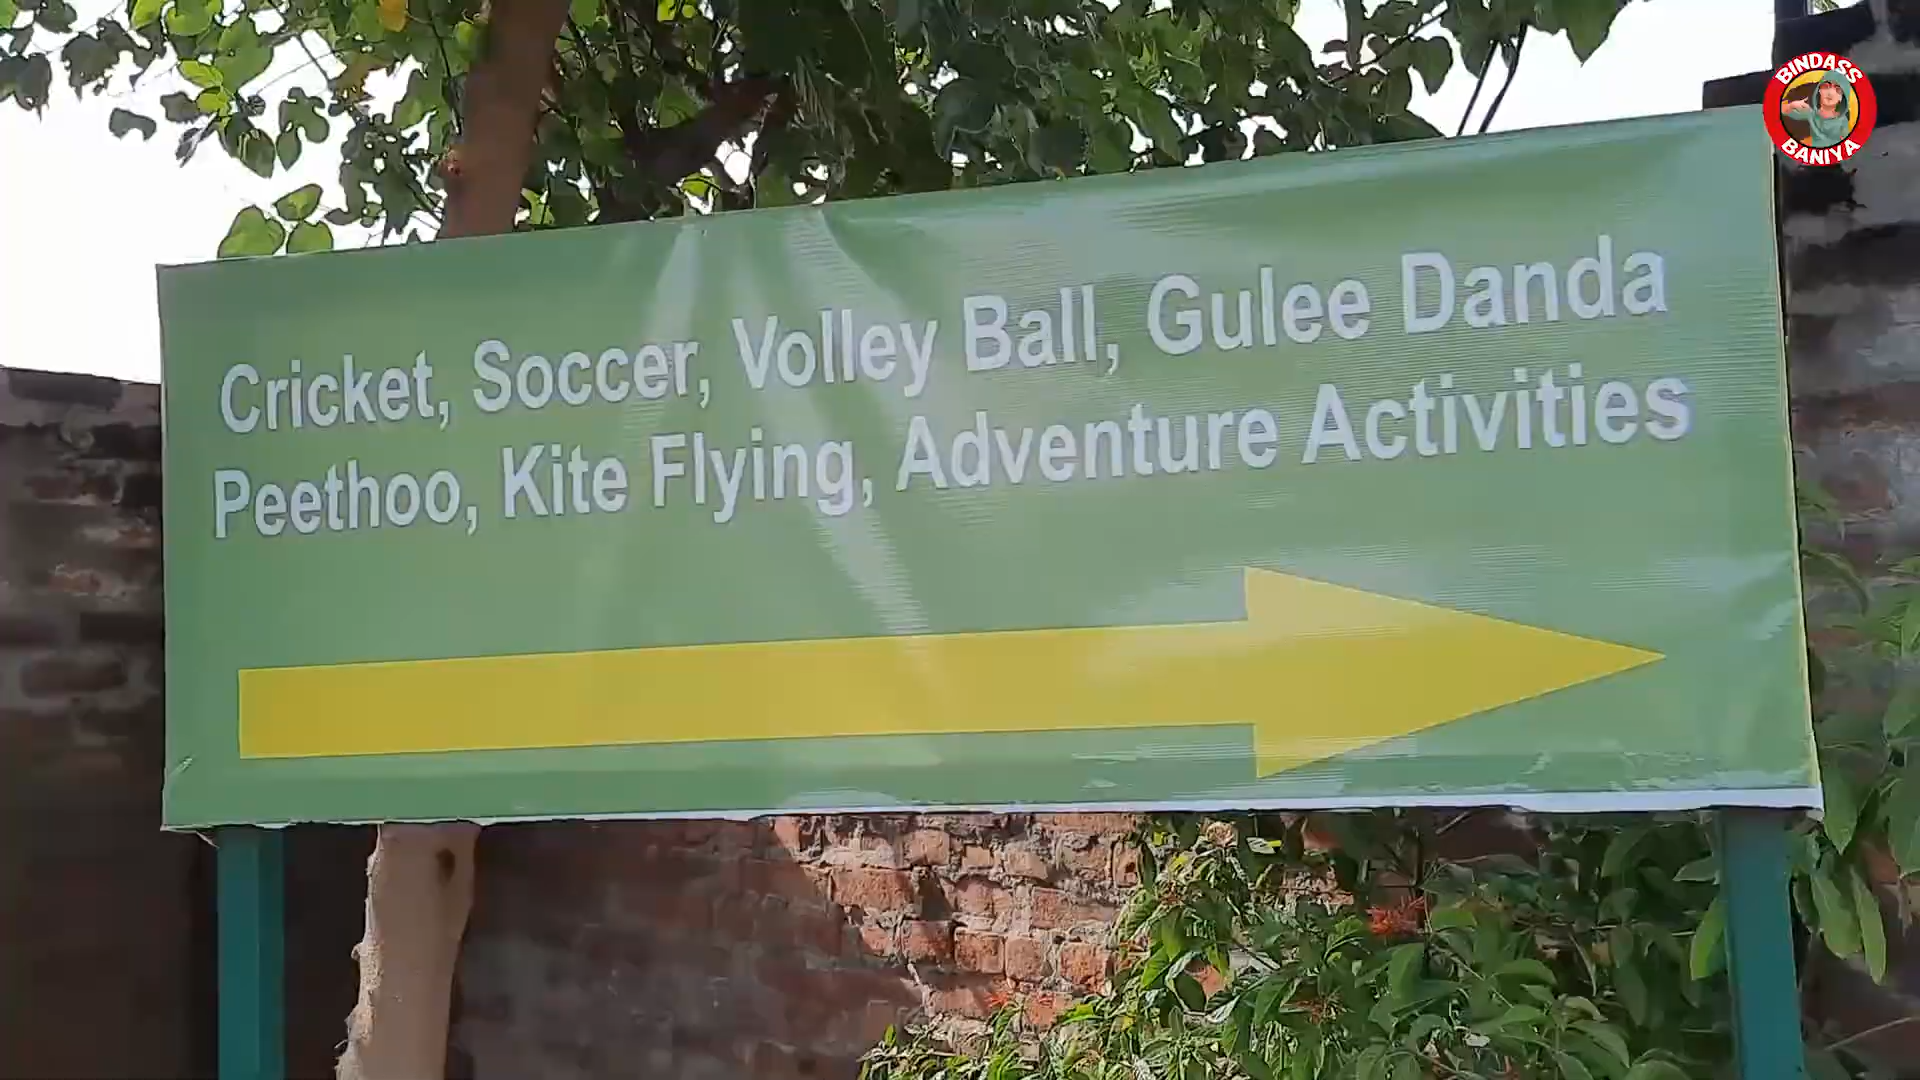 BINDASS
BANIYA
Cricket, Soccer, Volley Ball, Gulee Danda
Peethoo, Kite Flying, Adventure Activities